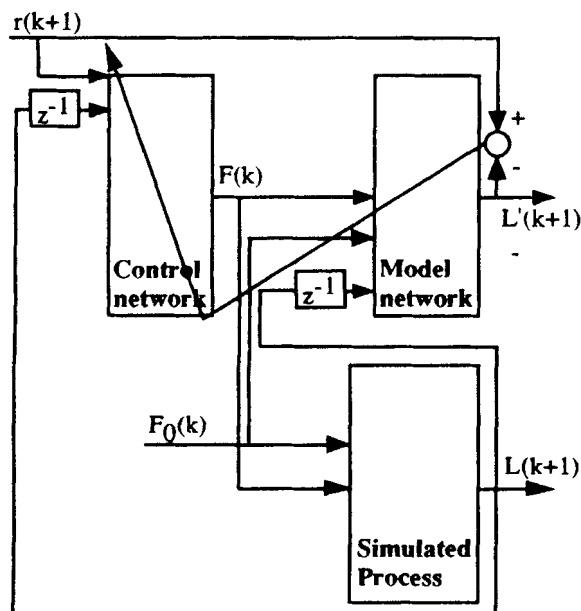 r(k+1)
z⁻¹
F(k)
+
-
L'(k+1)
-
Control
network
z⁻¹
Model
network
F₀(k)
L(k+1)
Simulated
Process